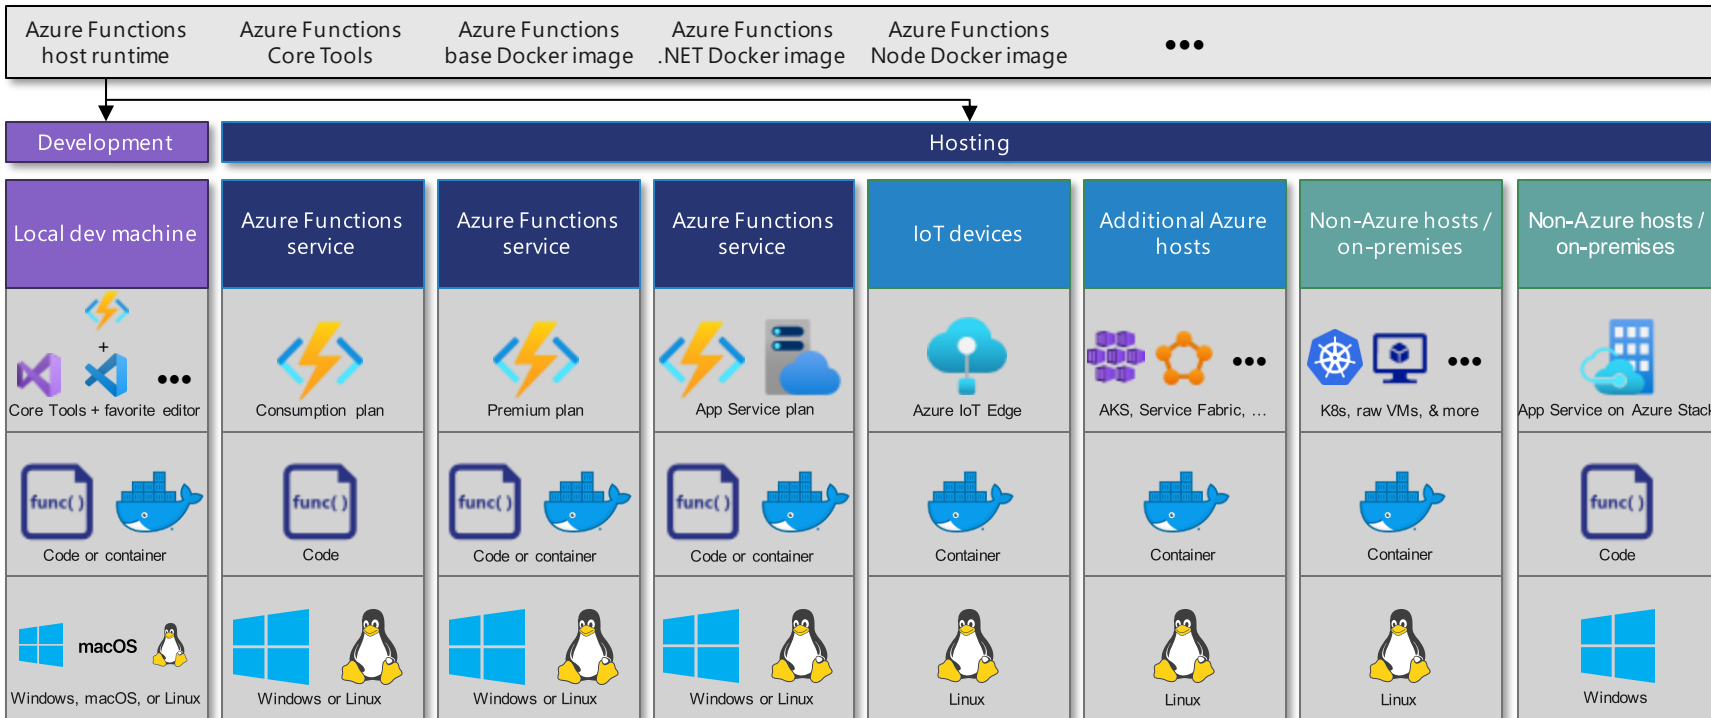 Azure Functions
host runtime
Azure Functions
Core Tools
Azure Functions
base Docker image
Azure Functions
.NET Docker image
Azure Functions
Node Docker image
•••
Development
Hosting
Local dev machine
Azure Functions
service
Azure Functions
service
Azure Functions
service
IoT devices
Additional Azure
hosts
Non-Azure hosts /
on-premises
Non-Azure hosts /
on-premises
+
•••
Core Tools + favorite editor
Consumption plan
Premium plan
App Service plan
Azure IoT Edge
•••
AKS, Service Fabric, ...
•••
K8s, raw VMs, & more
App Service on Azure Stack
func( )
Code or container
func( )
Code
func( )
Code or container
func( )
Code or container
Container
Container
Container
func( )
Code
macOS
Windows, macOS, or Linux
Windows or Linux
Windows or Linux
Windows or Linux
Linux
Linux
Linux
Windows